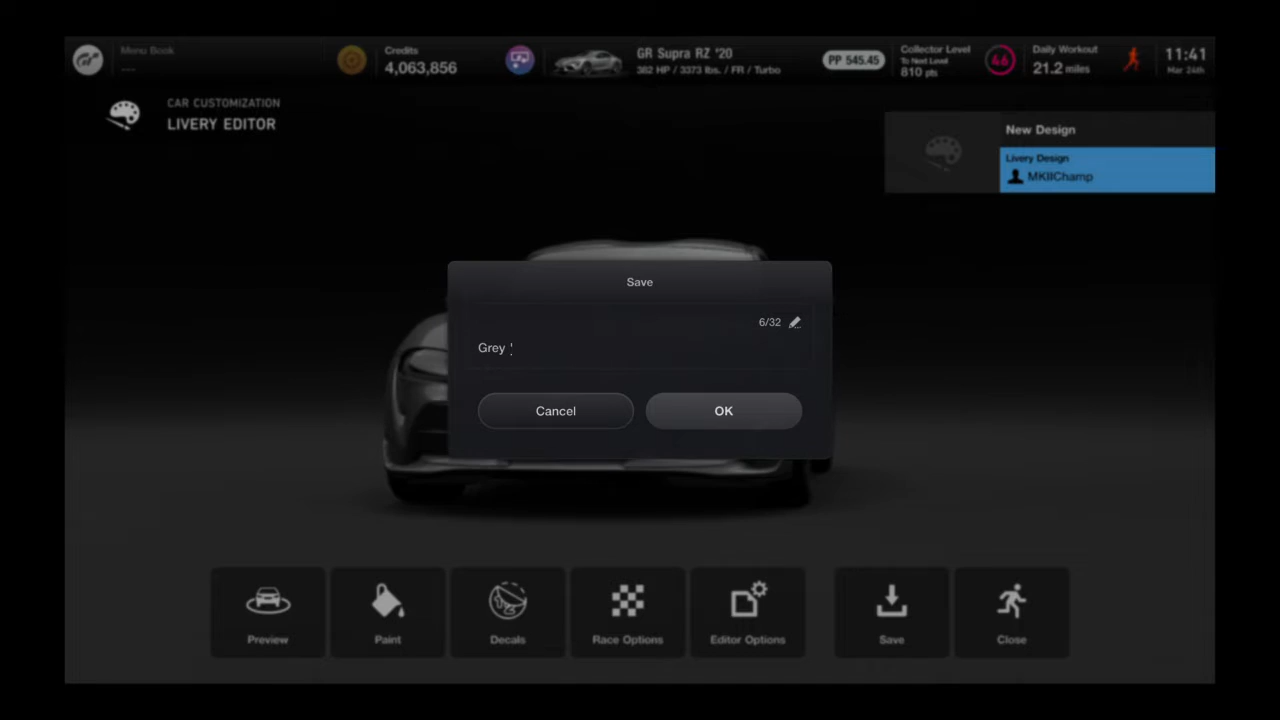 Menu Book
---
Credits
4,063,856
GR Supra RZ '20
382 HP / 3373 lbs. / FR / Turbo
PP 545.45
Collector Level
To Next Level
810 pts
46
Daily Workout
21.2 miles
11:41
Mar 24th
CAR CUSTOMIZATION
LIVERY EDITOR
New Design
Livery Design
MKIIChamp
Save
6/32
Grey '
Cancel
OK
Preview
Paint
Decals
Race Options
Editor Options
Save
Close